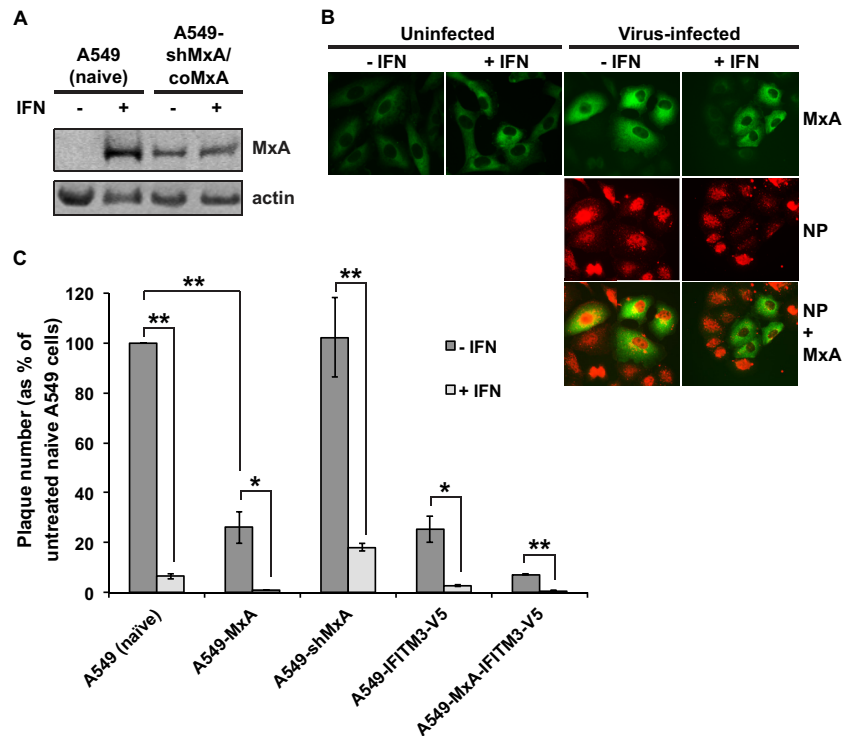 A
A549 (naive)
A549-shMxA/coMxA
IFN - + - +
MxA
actin
B
Uninfected
Virus-infected
- IFN + IFN - IFN + IFN
MxA
NP
NP + MxA
C
Plaque number (as % of
untreated naive A549 cells)
120
100
80
60
40
20
0
**
**
*
**
*
**
- IFN
+ IFN
A549 (naïve)
A549-MxA
A549-shMxA
A549-IFITM3-V5
A549-MxA-IFITM3-V5